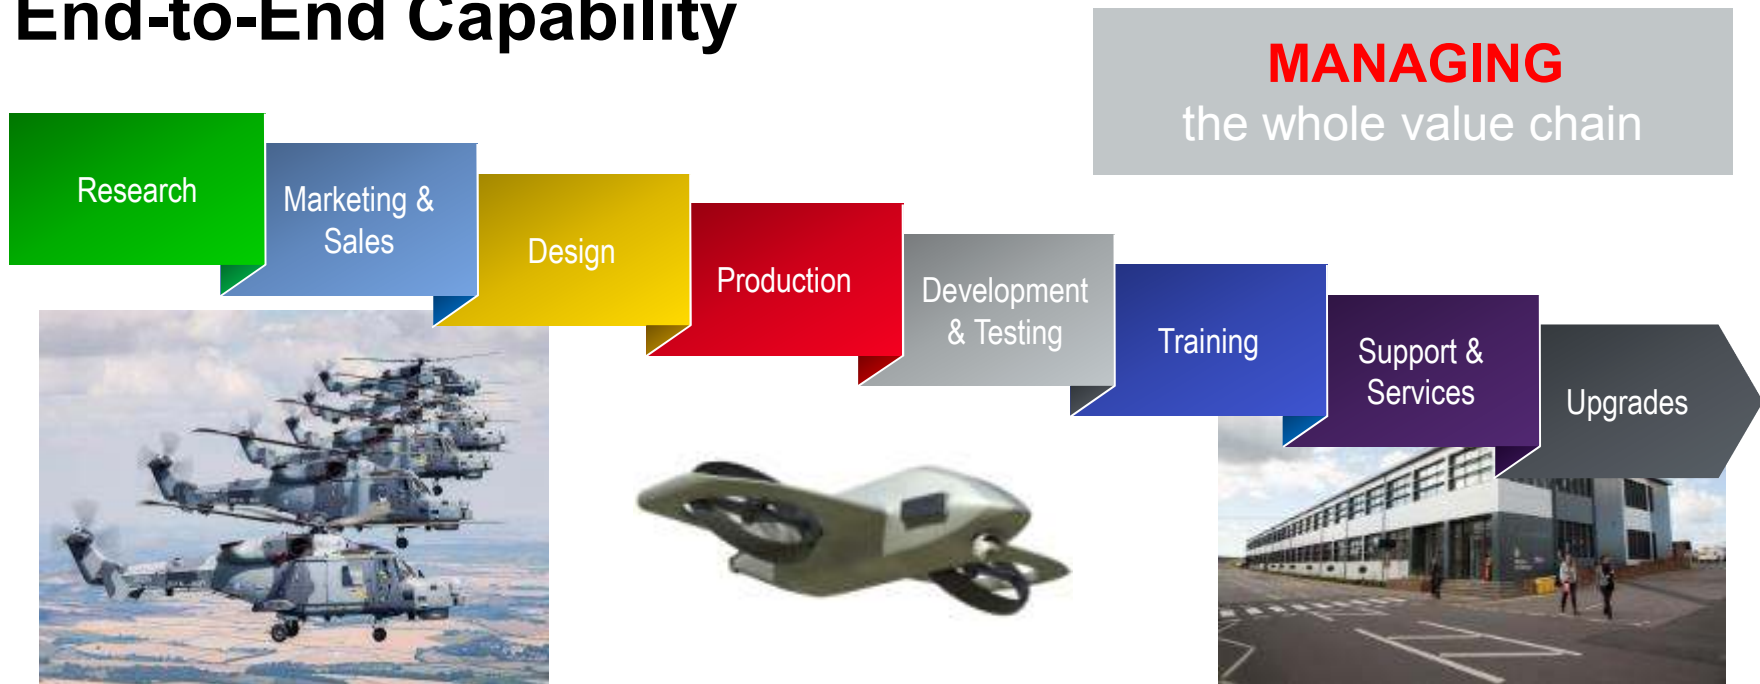 End-to-End Capability
MANAGING
the whole value chain
Research
Marketing &
Sales
Design
Production
Development
& Testing
Training
Support &
Services
Upgrades